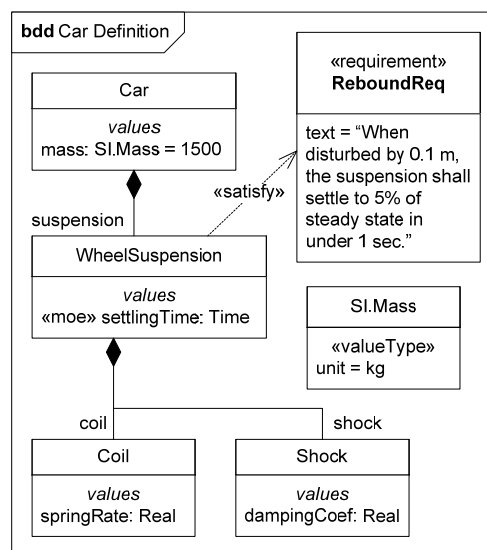 bdd Car Definition
Car
values
mass: SI.Mass = 1500
«requirement»
ReboundReq
text = “When
disturbed by 0.1 m,
the suspension shall
settle to 5% of
steady state in
under 1 sec.”
«satisfy»
suspension
WheelSuspension
values
«moe» settlingTime: Time
SI.Mass
«valueType»
unit = kg
coil
shock
Coil
values
springRate: Real
Shock
values
dampingCoef: Real